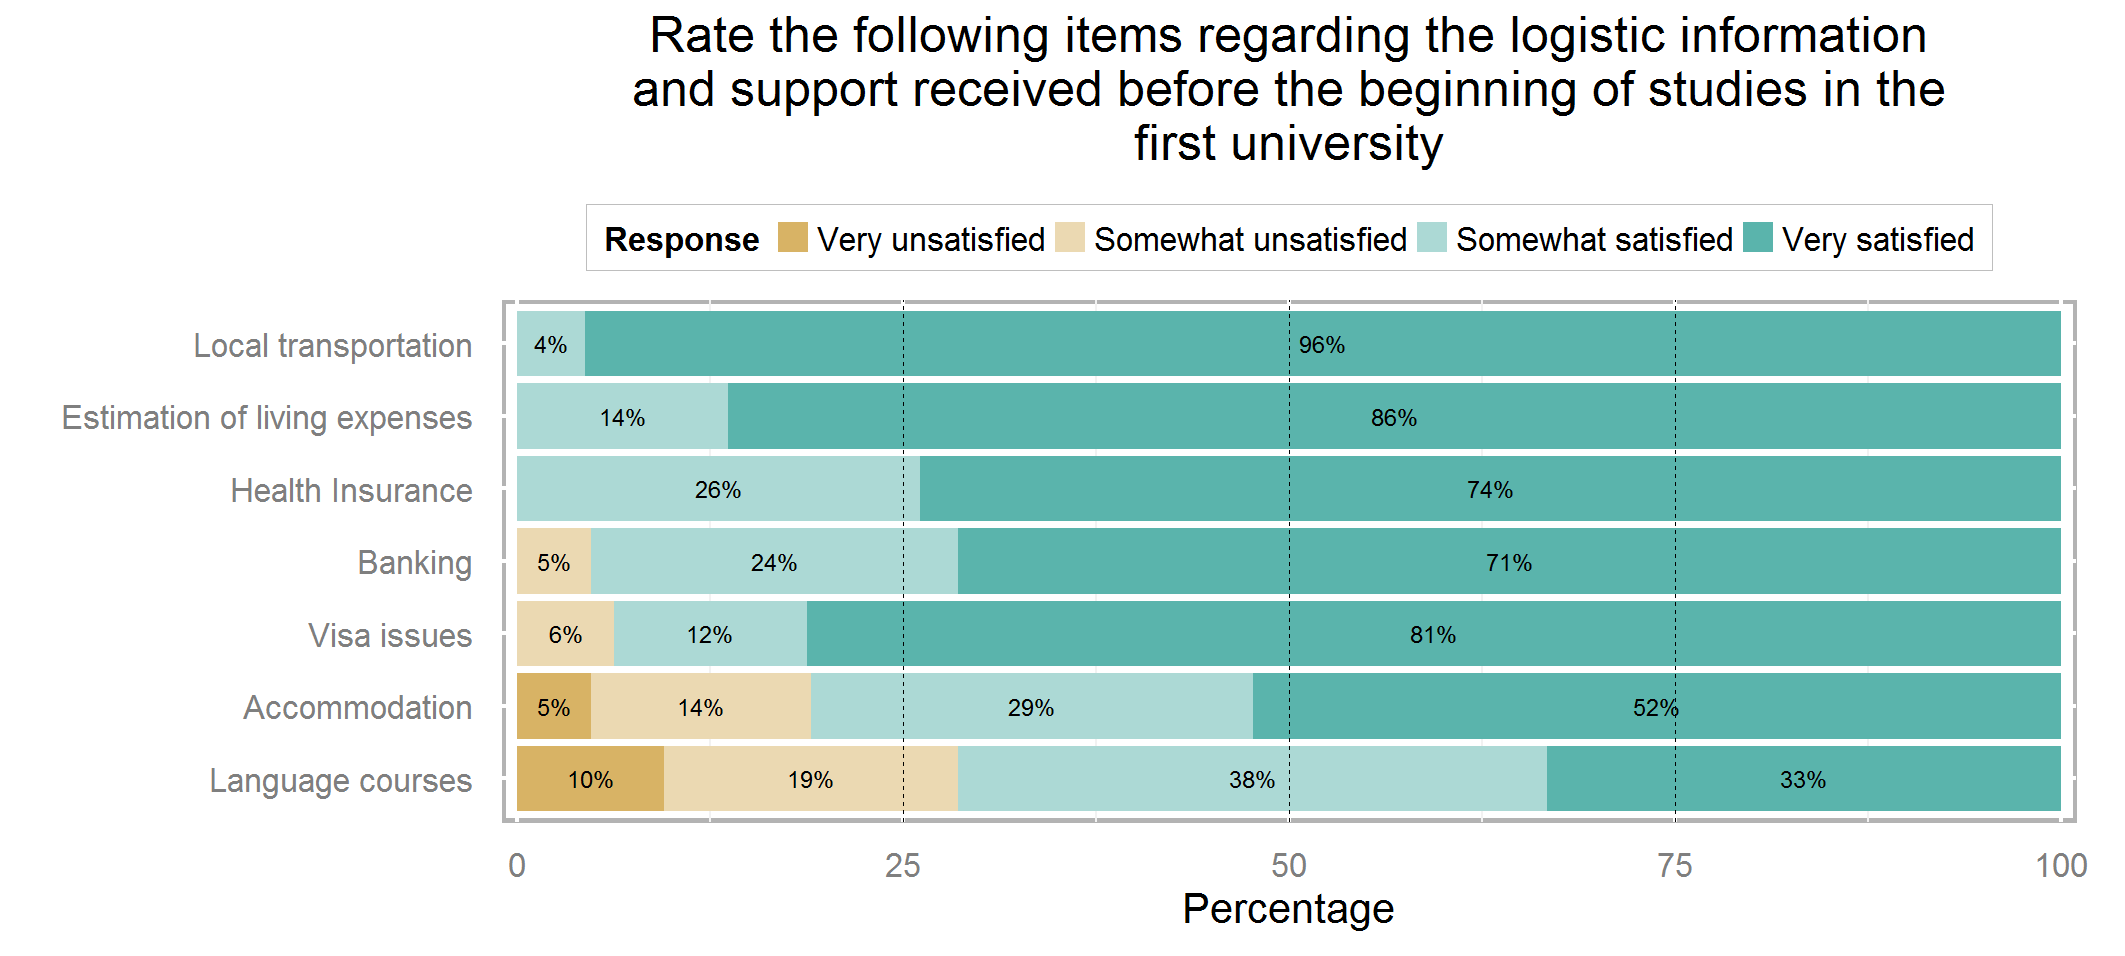 Rate the following items regarding the logistic information
and support received before the beginning of studies in the
first university
Response Very unsatisfied Somewhat unsatisfied Somewhat satisfied Very satisfied
Local transportation 4% 96%
Estimation of living expenses 14% 86%
Health Insurance 26% 74%
Banking 5% 24% 71%
Visa issues 6% 12% 81%
Accommodation 5% 14% 29% 52%
Language courses 10% 19% 38% 33%
0 25 50 75 100
Percentage